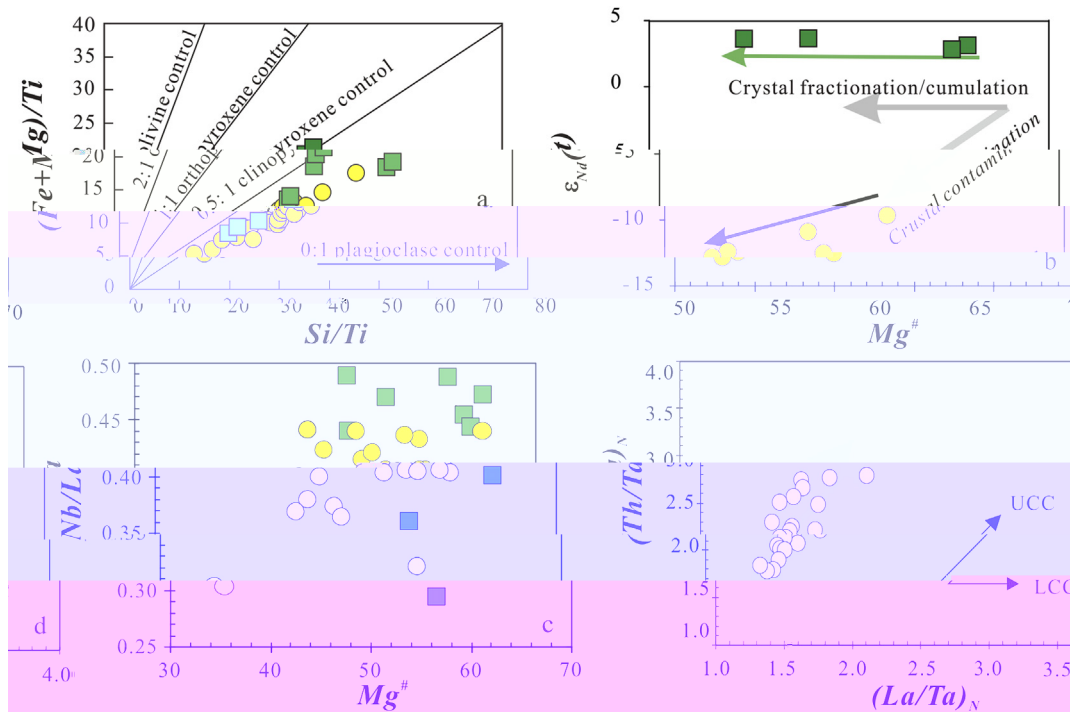 40
35
30
25
20
15
10
5
0
(Fe+Mg)/Ti
2:1 olivine control
1:1 orthopyroxene control
0.5:1 clinopyroxene control
0:1 plagioclase control
a
0
20
30
40
50
60
70
80
Si/Ti
5
0
-10
-15
εNd(t)
Crystal fractionation/cumulation
Crustal contamination
b
50
55
60
65
Mg#
70
0.50
0.45
0.40
0.35
0.30
0.25
c
30
40
50
60
70
Mg#
d
4.0
4.0
3.5
3.0
2.5
2.0
1.5
1.0
(Th/Ta)N
UCC
1.0
1.5
2.0
2.5
3.0
3.5
(La/Ta)N